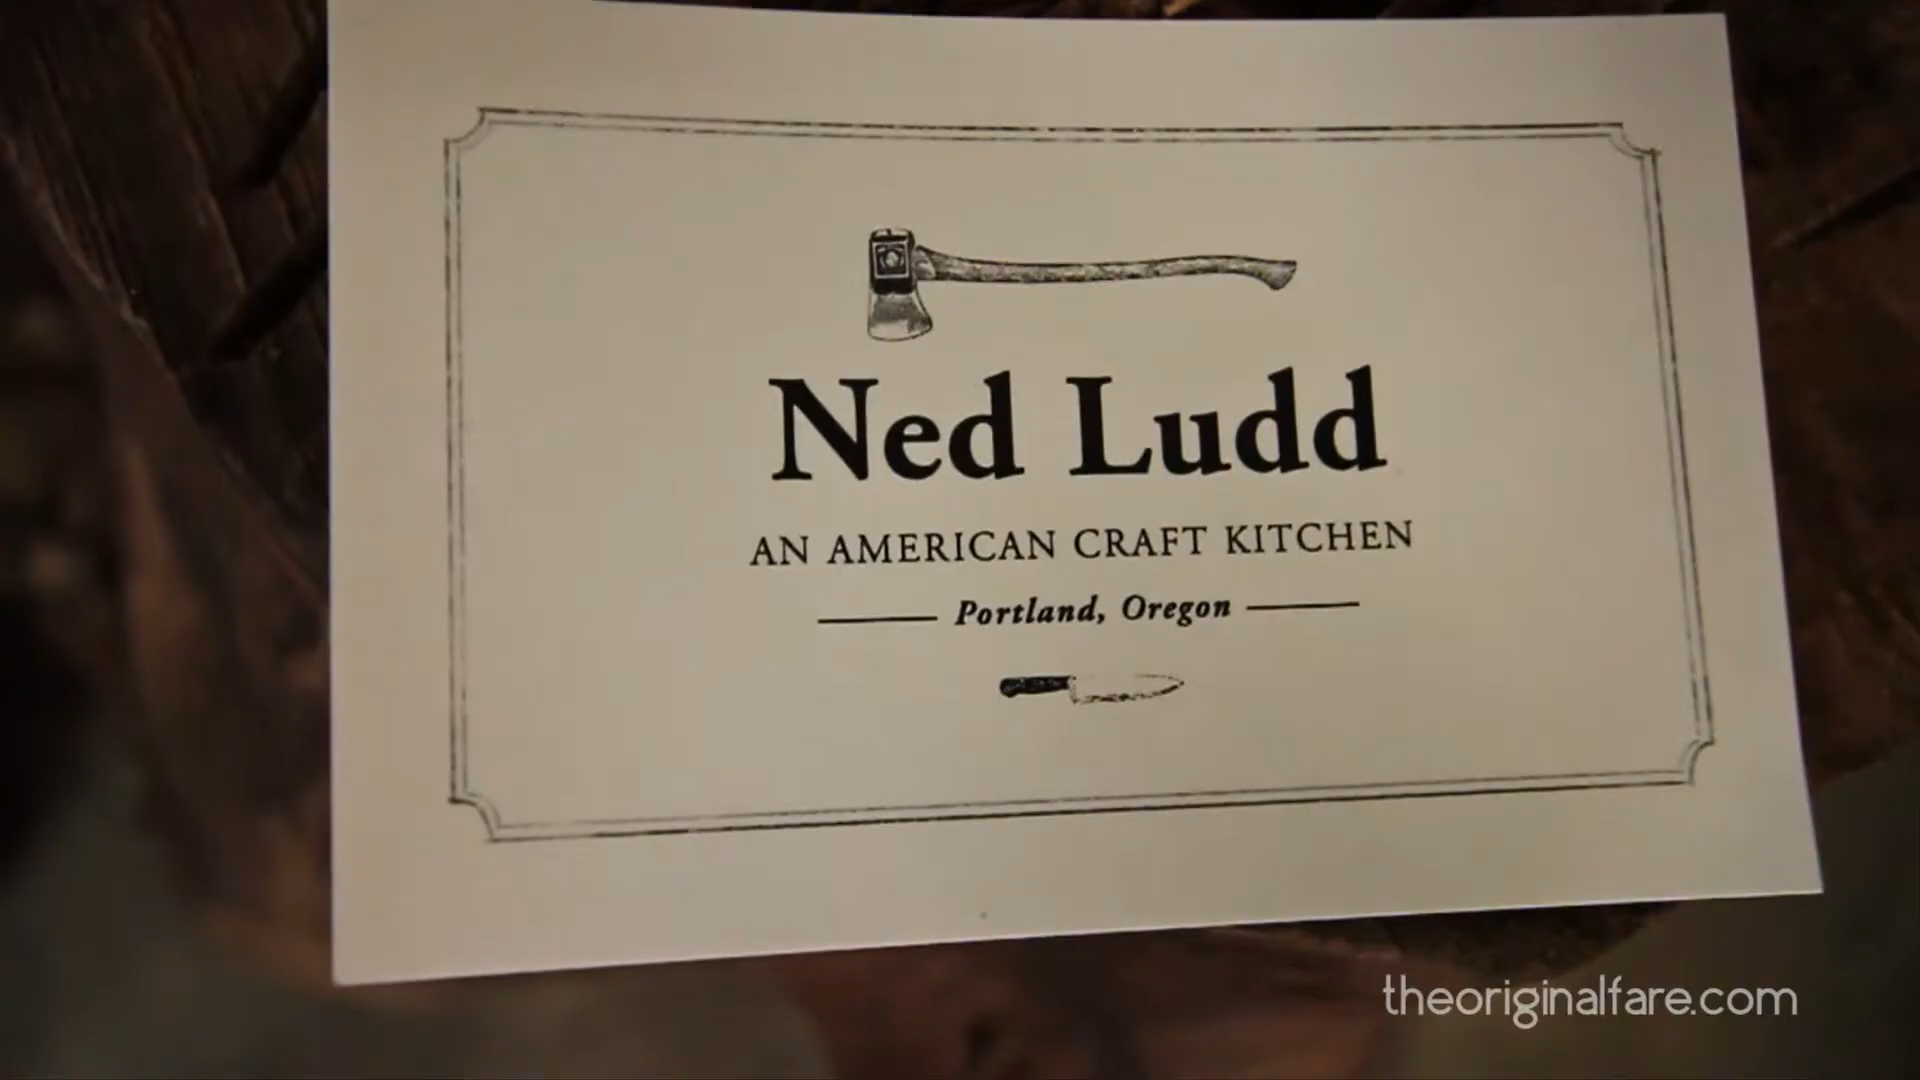 Ned Ludd
AN AMERICAN CRAFT KITCHEN
Portland, Oregon
theoriginalfare.com